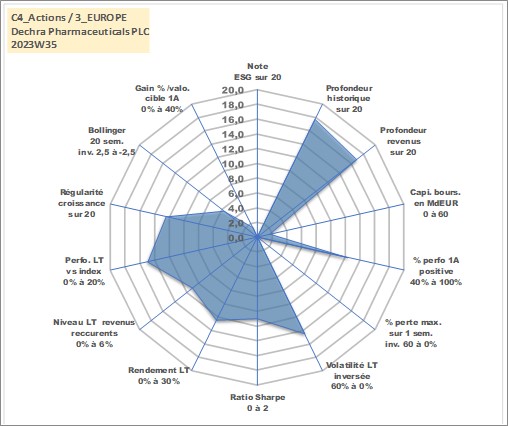 C4_Actions / 3_EUROPE
Dechra Pharmaceuticals PLC
2023W35
Note
ESG sur 20
Profondeur
historique
sur 20
Profondeur
revenus
sur 20
Capi. bours.
en MdEUR
0 à 60
% perfo 1A
positive
40% à 100%
% perte max.
sur 1 sem.
inv. 60 à 0%
Volatilité LT
inversée
60% à 0%
Ratio Sharpe
0 à 2
Rendement LT
0% à 30%
Niveau LT revenus
reccurents
0% à 6%
Perfo. LT
vs index
0% à 20%
Régularité
croissance
sur 20
Bollinger
20 sem.
inv. 2,5 à -2,5
Gain %/valo.
cible 1A
0% à 40%
20,0
18,0
16,0
14,0
12,0
10,0
8,0
6,0
4,0
2,0
0,0